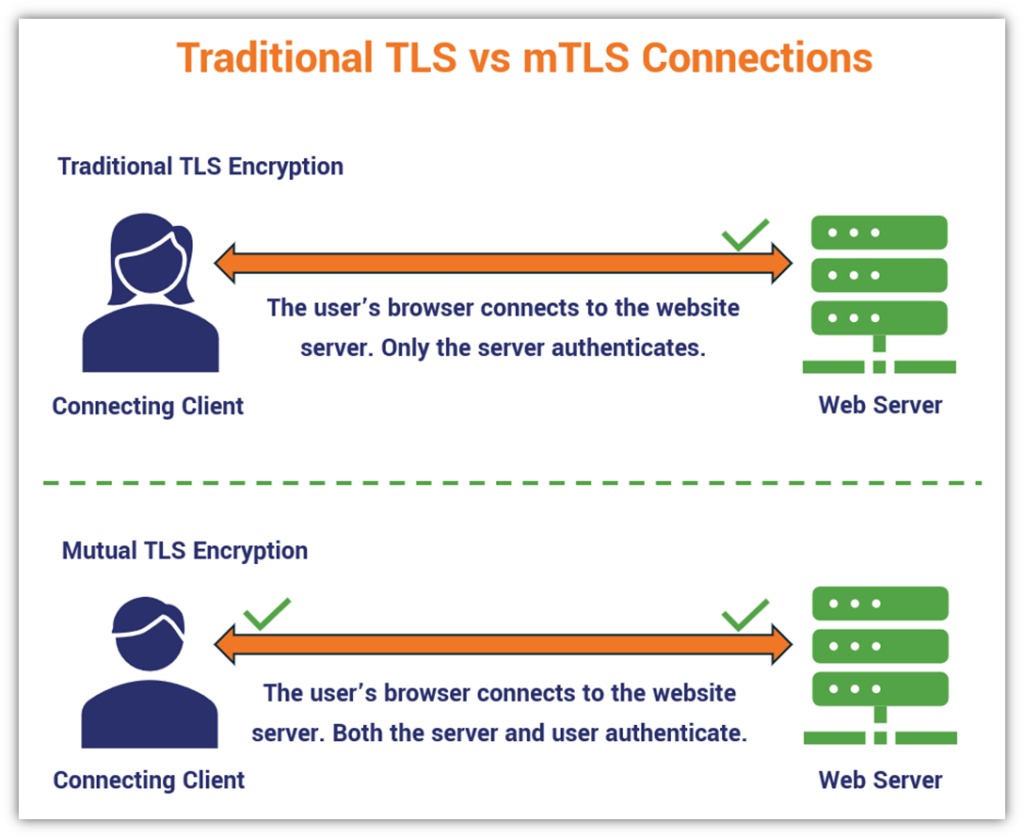 Traditional TLS vs mTLS Connections
Traditional TLS Encryption
The user’s browser connects to the website
server. Only the server authenticates.
Connecting Client
Web Server
Mutual TLS Encryption
The user’s browser connects to the website
server. Both the server and user authenticate.
Connecting Client
Web Server